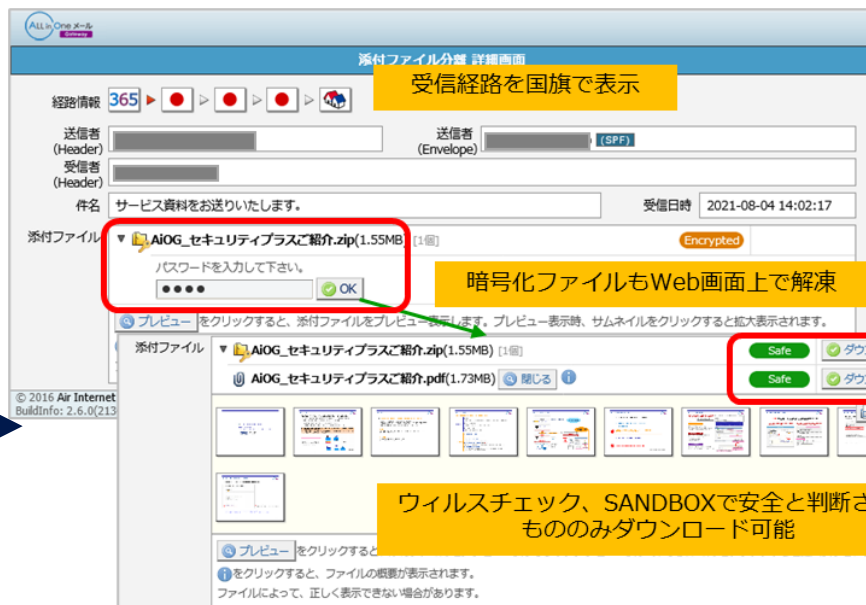 ALL in One メール
Gateway
添付ファイル分離 詳細画面
受信経路を国旗で表示
経路情報 365
送信者
(Header)
送信者
(Envelope)
(SPF)
受信者
(Header)
件名 サービス資料をお送りいたします。
受信日時 2021-08-04 14:02:17
添付ファイル ▼ AiOG_セキュリティプラスご紹介.zip(1.55MB) [1個] Encrypted
パスワードを入力して下さい。
●●●● OK
暗号化ファイルもWeb画面上で解凍
プレビュー をクリックすると、添付ファイルをプレビュー表示します。プレビュー表示時、サムネイルをクリックすると拡大表示されます。
添付ファイル ▼ AiOG_セキュリティプラスご紹介.zip(1.55MB) [1個] Safe ダウ
AiOG_セキュリティプラスご紹介.pdf(1.73MB) 閉じる Safe ダウ
© 2016 Air Internet
BuildInfo: 2.6.0(213
ウィルスチェック、SANDBOXで安全と判断さ
もののみダウンロード可能
プレビュー をクリックすると
をクリックすると、ファイルの概要が表示されます。
ファイルによって、正しく表示できない場合があります。